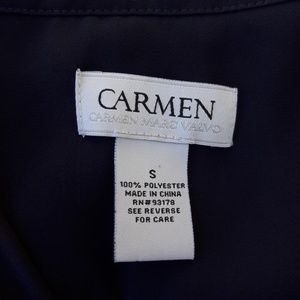 CARMEN
CARMEN MARC VALVO
S
100% POLYESTER
MADE IN CHINA
RN#93178
SEE REVERSE
FOR CARE